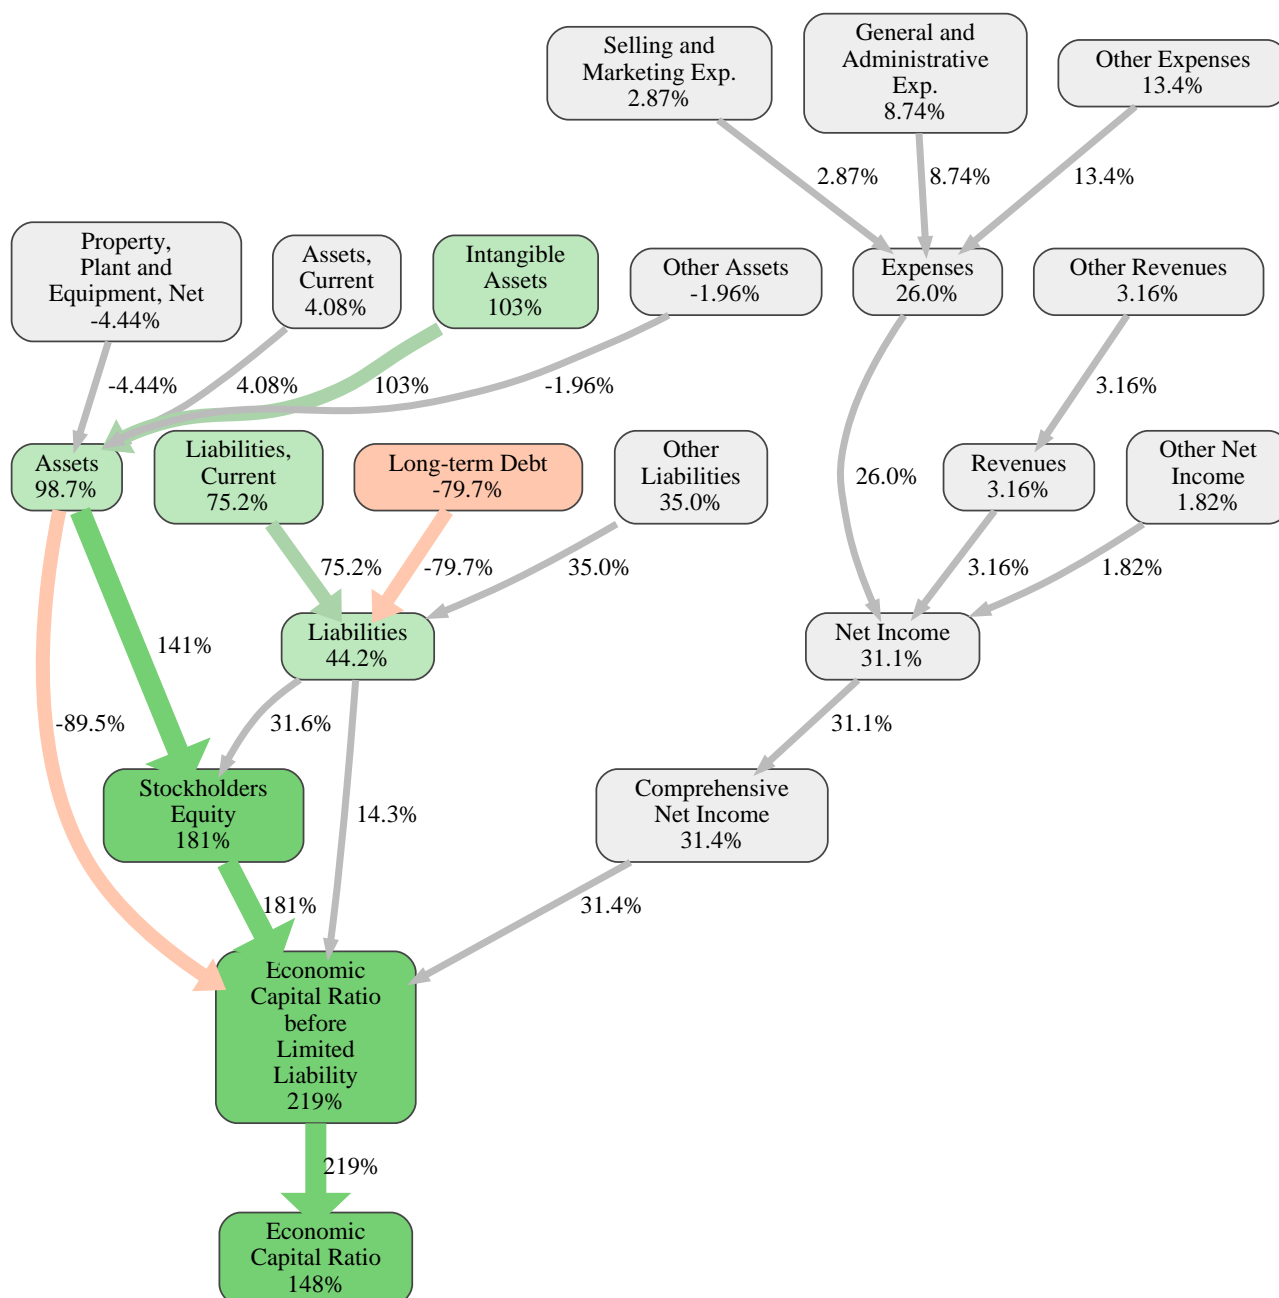 Selling and
Marketing Exp.
2.87%
General and
Administrative
Exp.
8.74%
Other Expenses
13.4%
2.87%
8.74%
13.4%
Property,
Plant and
Equipment, Net
-4.44%
Assets,
Current
4.08%
Intangible
Assets
103%
Other Assets
-1.96%
Expenses
26.0%
Other Revenues
3.16%
-4.44%
4.08%
103%
-1.96%
3.16%
Assets
98.7%
Liabilities,
Current
75.2%
Long-term Debt
-79.7%
Other
Liabilities
35.0%
26.0%
Revenues
3.16%
Other Net
Income
1.82%
75.2%
-79.7%
35.0%
3.16%
1.82%
141%
Liabilities
44.2%
Net Income
31.1%
-89.5%
31.6%
31.1%
Stockholders
Equity
181%
14.3%
Comprehensive
Net Income
31.4%
181%
31.4%
Economic
Capital Ratio
before
Limited
Liability
219%
219%
Economic
Capital Ratio
148%